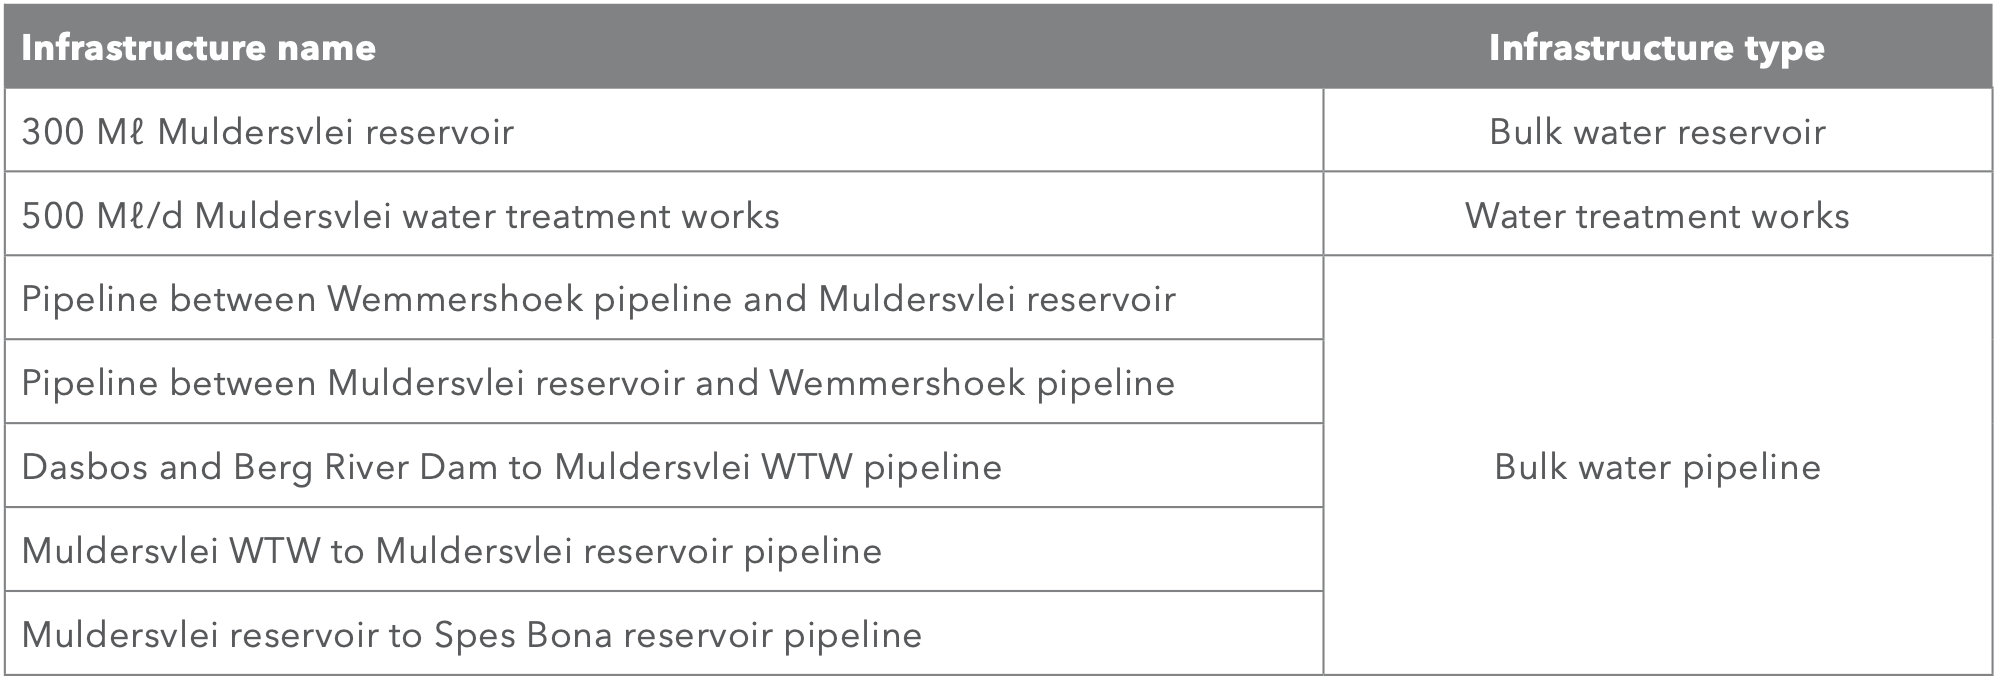 Infrastructure name Infrastructure type
300 Mℓ Muldersvlei reservoir Bulk water reservoir
500 Mℓ/d Muldersvlei water treatment works Water treatment works
Pipeline between Wemmershoek pipeline and Muldersvlei reservoir
Pipeline between Muldersvlei reservoir and Wemmershoek pipeline
Dasbos and Berg River Dam to Muldersvlei WTW pipeline Bulk water pipeline
Muldersvlei WTW to Muldersvlei reservoir pipeline
Muldersvlei reservoir to Spes Bona reservoir pipeline